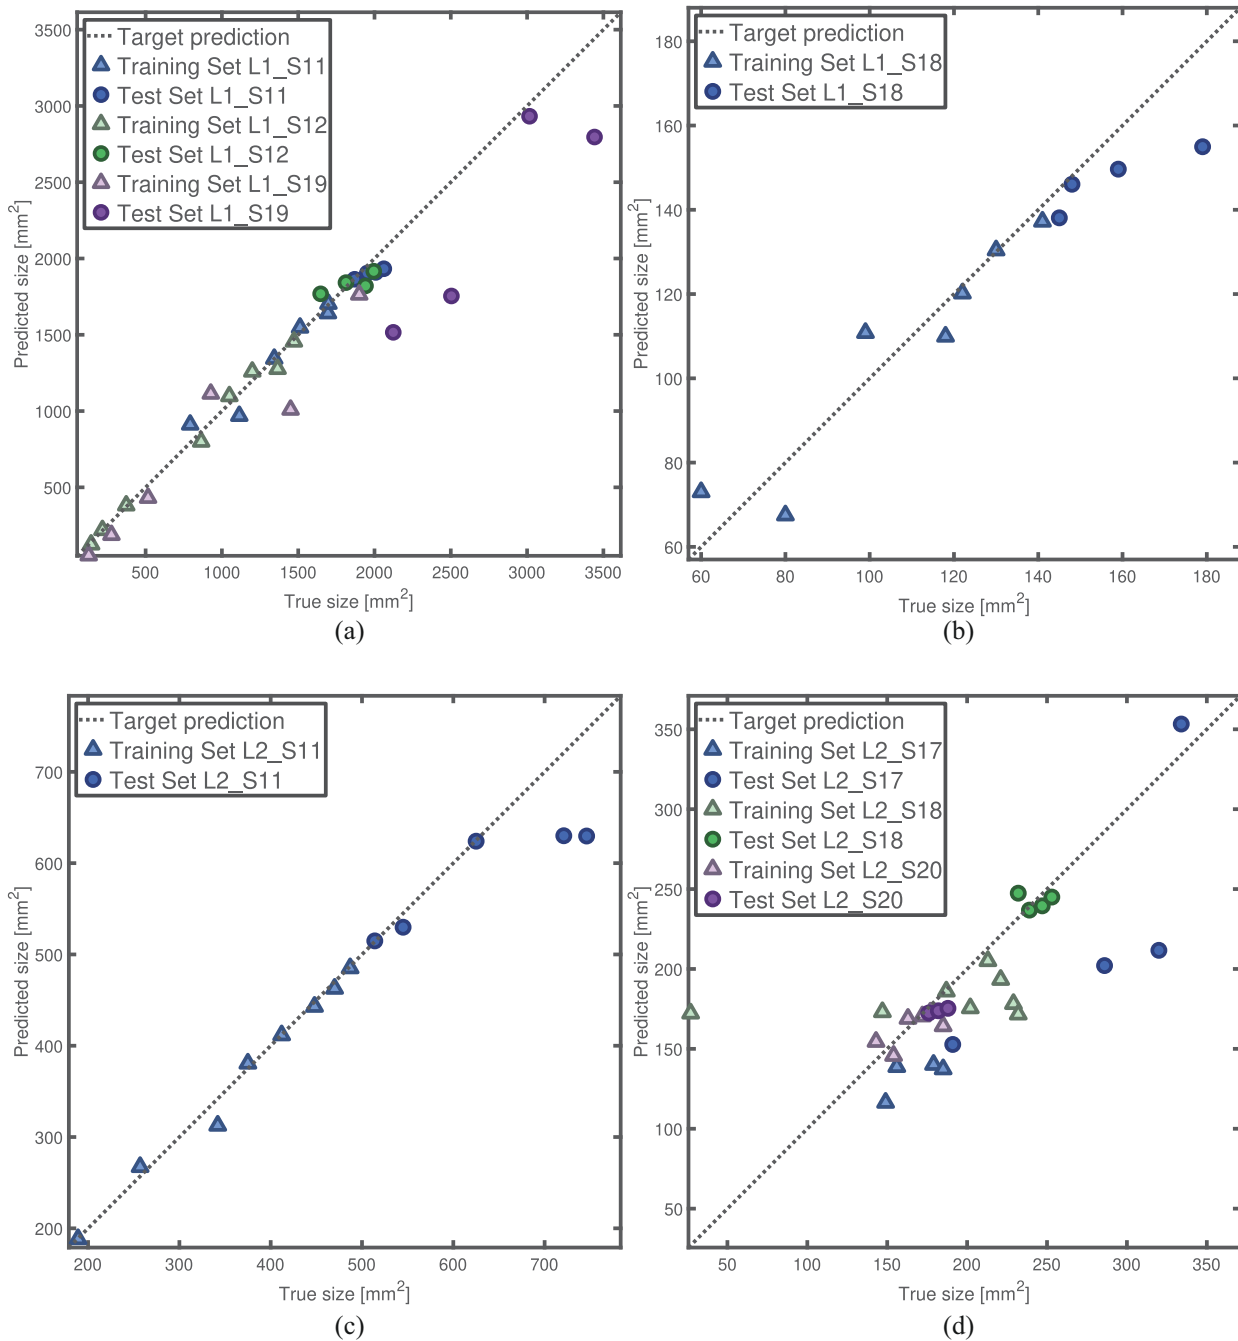 Target prediction
Training Set L1_S11
Test Set L1_S11
Training Set L1_S12
Test Set L1_S12
Training Set L1_S19
Test Set L1_S19
3500
3000
2500
2000
1500
1000
500
Predicted size [mm²]
500 1000 1500 2000 2500 3000 3500
True size [mm²]
(a)
Target prediction
Training Set L1_S18
Test Set L1_S18
180
160
140
120
100
80
60
Predicted size [mm²]
60 80 100 120 140 160 180
True size [mm²]
(b)
Target prediction
Training Set L2_S11
Test Set L2_S11
700
600
500
400
300
200
Predicted size [mm²]
200 300 400 500 600 700
True size [mm²]
(c)
Target prediction
Training Set L2_S17
Test Set L2_S17
Training Set L2_S18
Test Set L2_S18
Training Set L2_S20
Test Set L2_S20
350
300
250
200
150
100
50
Predicted size [mm²]
50 100 150 200 250 300 350
True size [mm²]
(d)